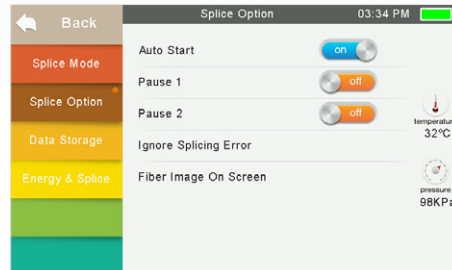 Back
Splice Option
03:34 PM
Splice Mode
Splice Option
Data Storage
Energy & Splice
Auto Start
on
Pause 1
off
Pause 2
off
Ignore Splicing Error
Fiber Image On Screen
temperatur
32°C
pressure
98KPa